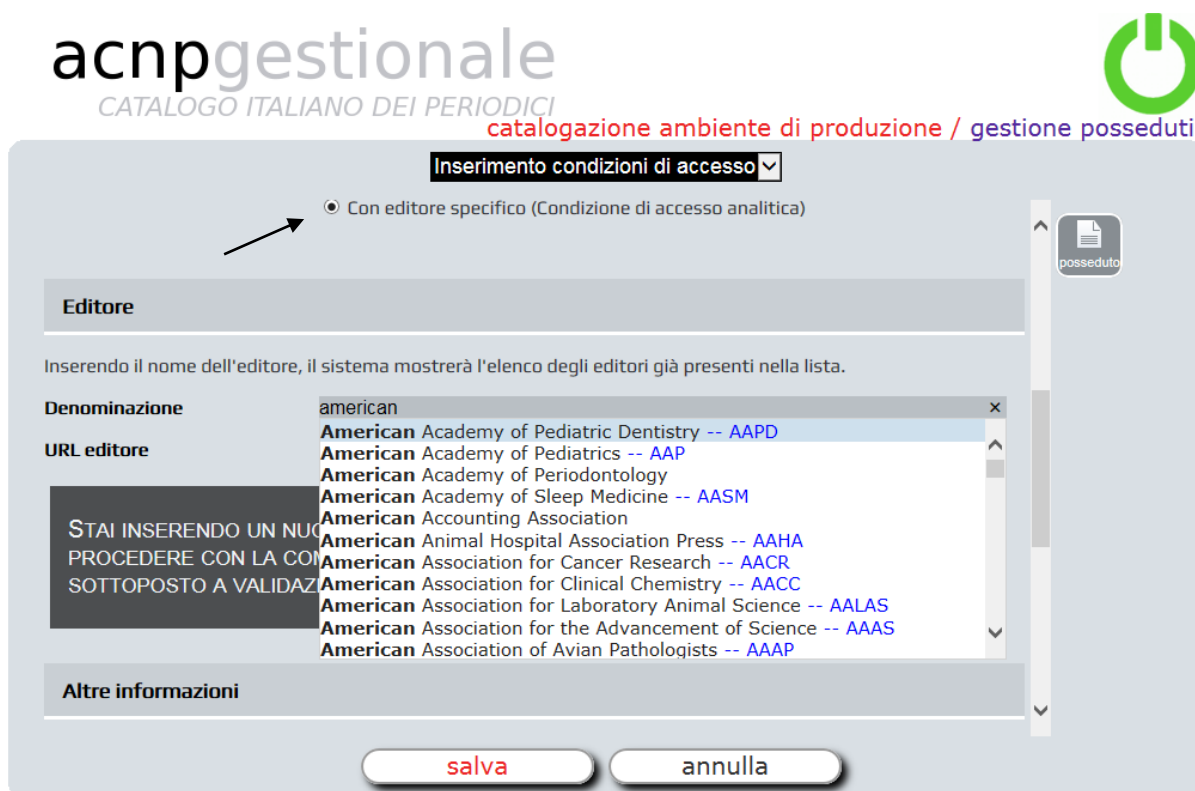 acnpgestionale
CATALOGO ITALIANO DEI PERIODICI
catalogazione ambiente di produzione / gestione posseduti
Inserimento condizioni di accesso
Con editore specifico (Condizione di accesso analitica)
posseduto
Editore
Inserendo il nome dell'editore, il sistema mostrerà l'elenco degli editori già presenti nella lista.
Denominazione
american
×
URL editore
American Academy of Pediatric Dentistry -- AAPD
American Academy of Pediatrics -- AAP
American Academy of Periodontology
American Academy of Sleep Medicine -- AASM
American Accounting Association
American Animal Hospital Association Press -- AAHA
American Association for Cancer Research -- AACR
American Association for Clinical Chemistry -- AACC
American Association for Laboratory Animal Science -- AALAS
American Association for the Advancement of Science -- AAAS
American Association of Avian Pathologists -- AAAP
STAI INSERENDO UN
PROCEDERE CON LA
SOTTOPOSTO A
Altre informazioni
salva
annulla